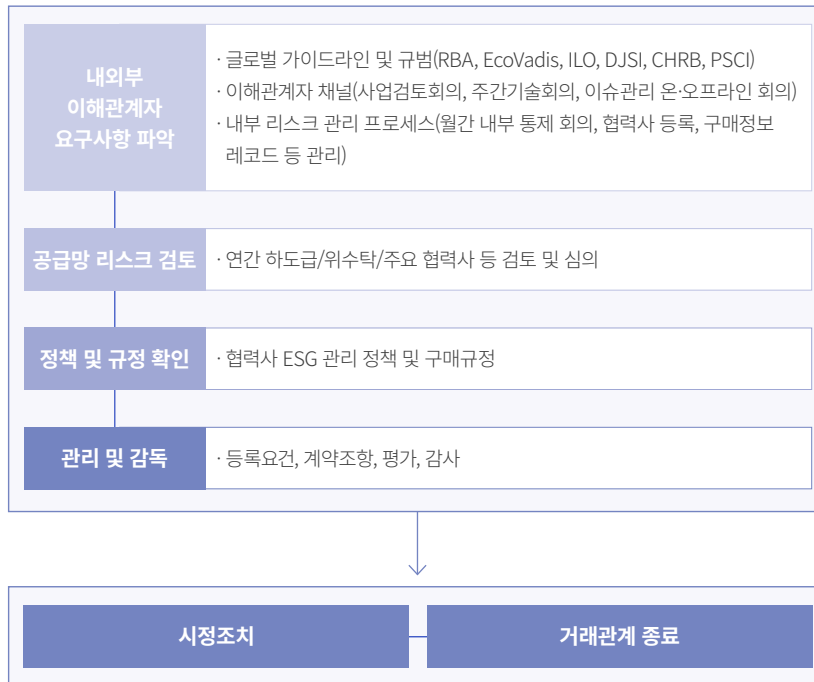 내외부
이해관계자
요구사항 파악
· 글로벌 가이드라인 및 규범(RBA, EcoVadis, ILO, DJSI, CHRB, PSCI)
· 이해관계자 채널(사업검토회의, 주간기술회의, 이슈관리 온·오프라인 회의)
· 내부 리스크 관리 프로세스(월간 내부 통제 회의, 협력사 등록, 구매정보
레코드 등 관리)
공급망 리스크 검토
· 연간 하도급/위수탁/주요 협력사 등 검토 및 심의
정책 및 규정 확인
· 협력사 ESG 관리 정책 및 구매규정
관리 및 감독
· 등록요건, 계약조항, 평가, 감사
시정조치
거래관계 종료